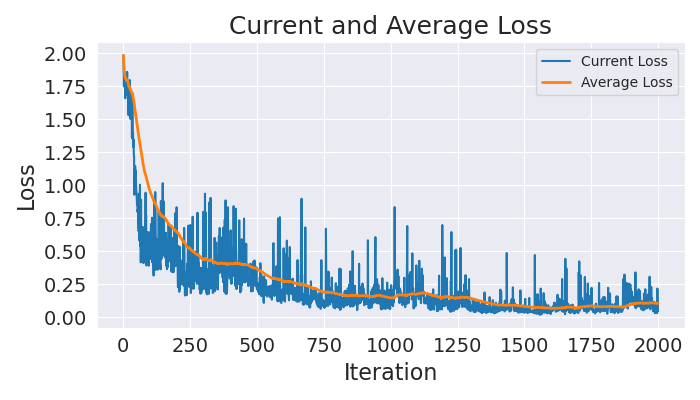 Current and Average Loss
2.00
1.75
1.50
1.25
1.00
0.75
0.50
0.25
0.00
Loss
Current Loss
Average Loss
0 250 500 750 1000 1250 1500 1750 2000
Iteration